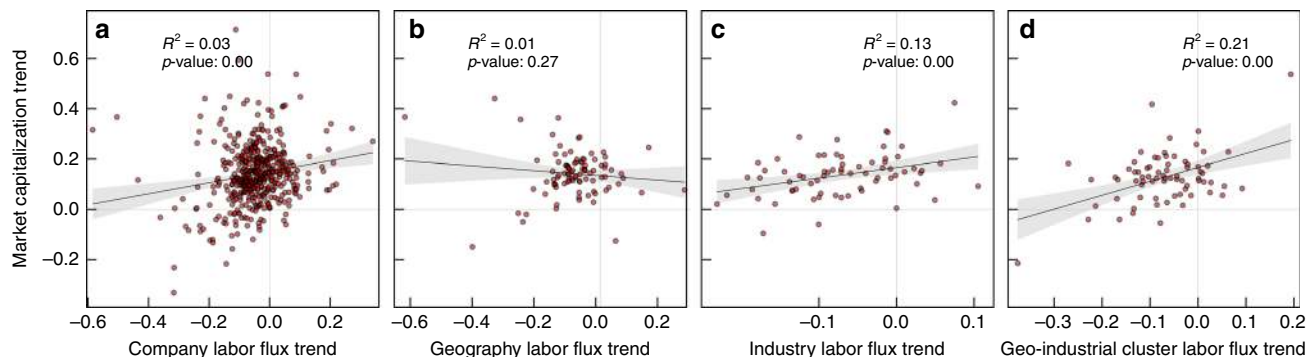 a
R² = 0.03
p-value: 0.00
b
R² = 0.01
p-value: 0.27
c
R² = 0.13
p-value: 0.00
d
R² = 0.21
p-value: 0.00
Market capitalization trend
0.6
0.4
0.2
0.0
–0.2
–0.6 –0.4 –0.2 0.0 0.2
–0.2 0.0 0.2
–0.1 0.0 0.1
–0.3 –0.2 –0.1 0.0 0.1 0.2
Company labor flux trend
Geography labor flux trend
Industry labor flux trend
Geo-industrial cluster labor flux trend